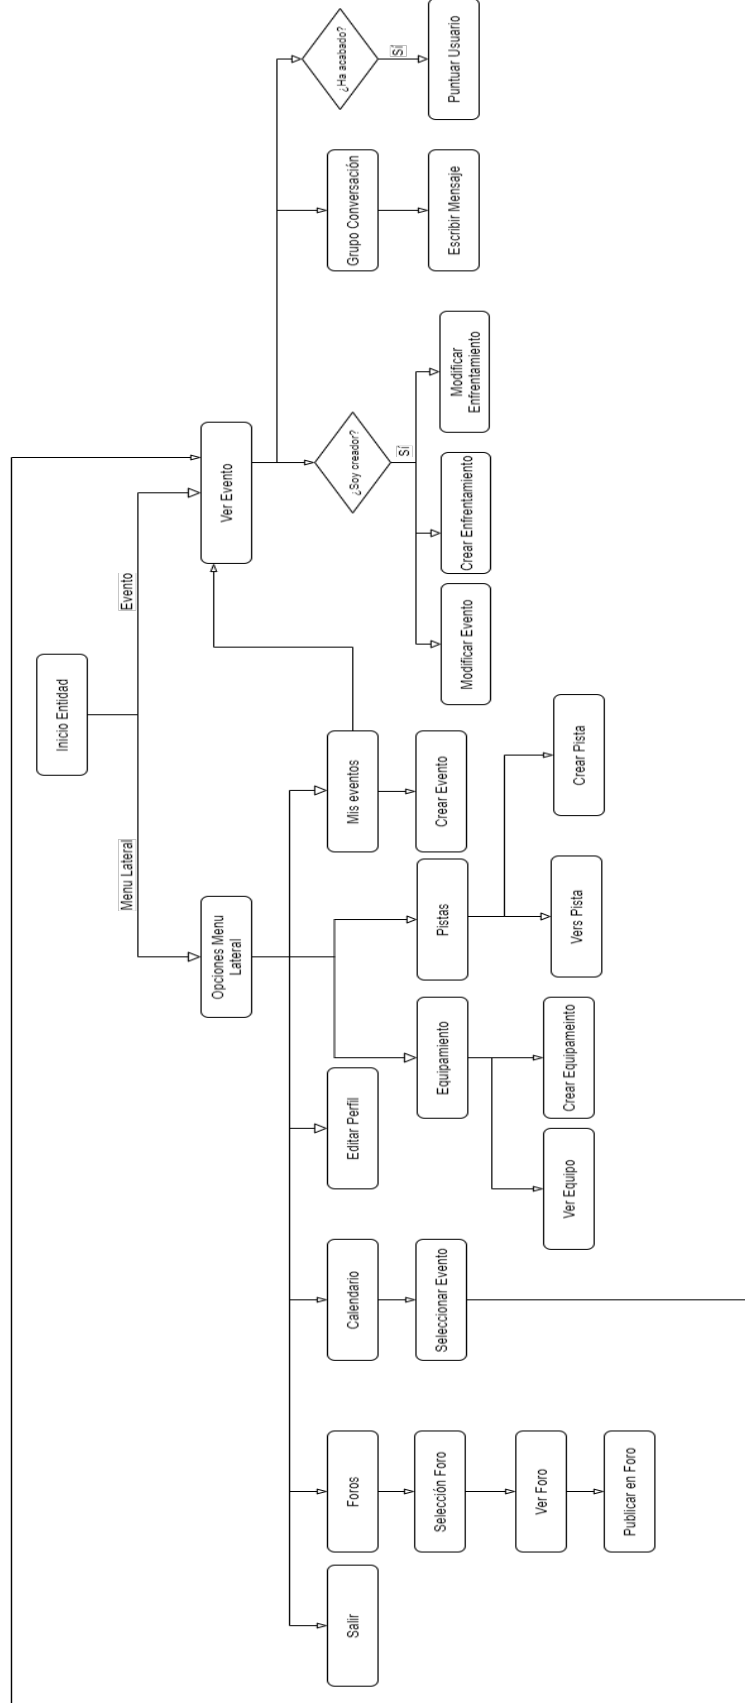 Inicio Entidad
Menu Lateral
Evento
Opciones Menu
Lateral
Ver Evento
Salir
Foros
Calendario
Editar Perfil
Mis eventos
¿Soy creador?
Grupo Conversación
¿Ha acabado?
Sí
Sí
Selección Foro
Seleccionar Evento
Equipamiento
Pistas
Crear Evento
Modificar Evento
Crear Enfrentamiento
Modificar
Enfrentamiento
Escribir Mensaje
Puntuar Usuario
Ver Foro
Ver Equipo
Crear Equipameinto
Vers Pista
Crear Pista
Publicar en Foro